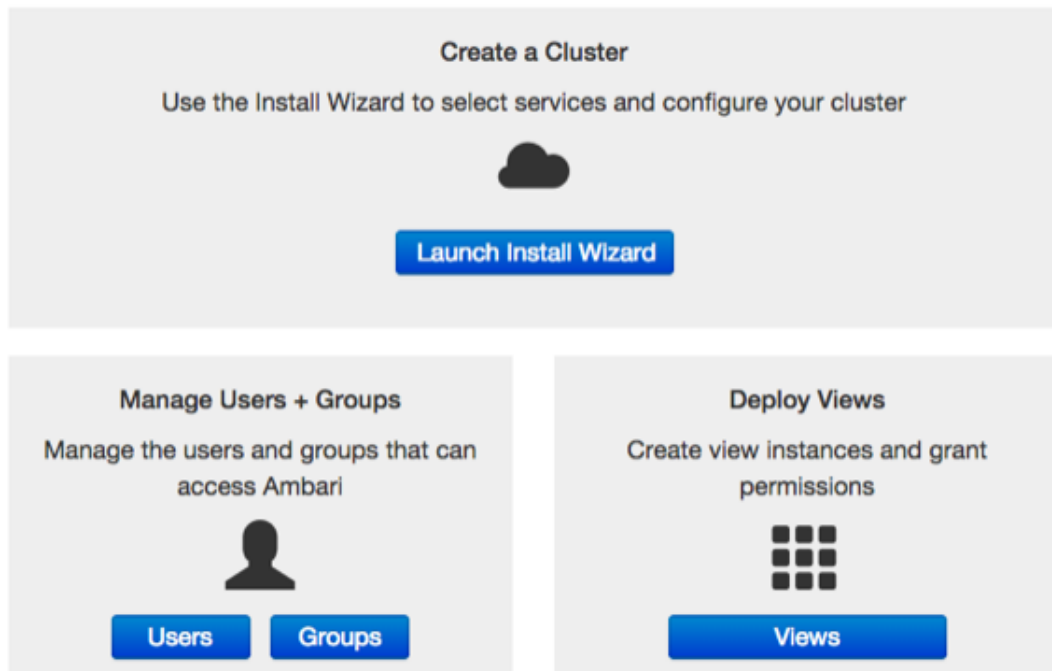 Create a Cluster
Use the Install Wizard to select services and configure your cluster
Launch Install Wizard
Manage Users + Groups
Manage the users and groups that can
access Ambari
Users
Groups
Deploy Views
Create view instances and grant
permissions
Views